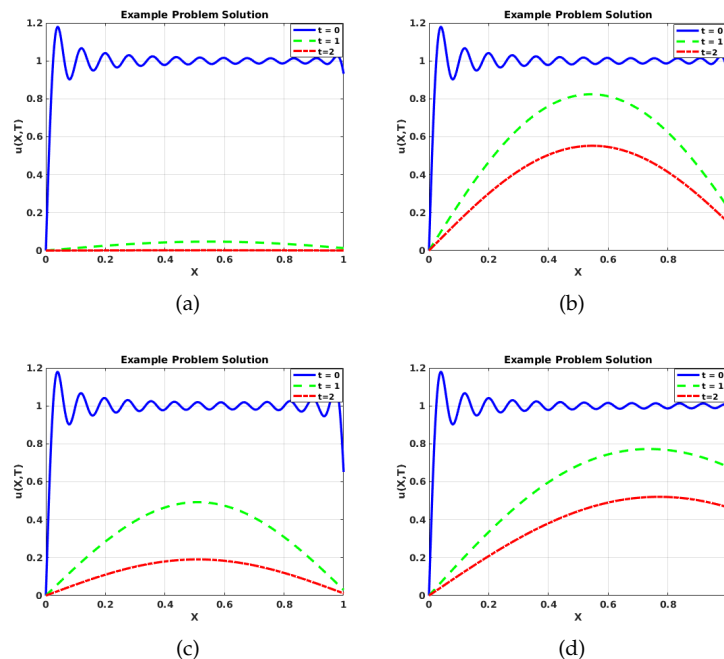 Example Problem Solution
1.2
t = 0
t = 1
t=2
1
0.8
0.6
0.4
0.2
0
u(X,T)
0 0.2 0.4 0.6 0.8 1
X
(a)
Example Problem Solution
1.2
t = 0
t = 1
t=2
1
0.8
0.6
0.4
0.2
0
u(X,T)
0 0.2 0.4 0.6 0.8
X
(b)
Example Problem Solution
1.2
t = 0
t = 1
t=2
1
0.8
0.6
0.4
0.2
0
u(X,T)
0 0.2 0.4 0.6 0.8 1
X
(c)
Example Problem Solution
1.2
t = 0
t = 1
t=2
1
0.8
0.6
0.4
0.2
0
u(X,T)
0 0.2 0.4 0.6 0.8
X
(d)